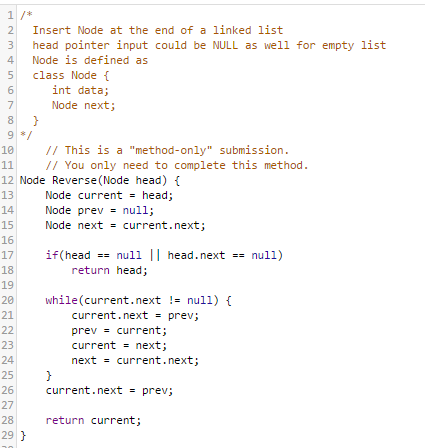 1 /*
2   Insert Node at the end of a linked list
3   head pointer input could be NULL as well for empty list
4   Node is defined as
5   class Node {
6      int data;
7      Node next;
8   }
9 */
10     // This is a "method-only" submission.
11     // You only need to complete this method.
12 Node Reverse(Node head) {
13     Node current = head;
14     Node prev = null;
15     Node next = current.next;
16
17     if(head == null || head.next == null)
18         return head;
19
20     while(current.next != null) {
21         current.next = prev;
22         prev = current;
23         current = next;
24         next = current.next;
25     }
26     current.next = prev;
27
28     return current;
29 }